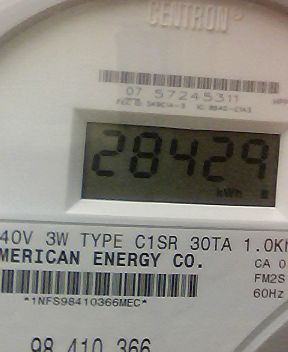 CENTRON®
07 57245311
28429
kWh
40V 3W TYPE C1SR 30TA 1.0K
MERICAN ENERGY CO.
CA 0
FM2S
60Hz
*1NFS98410366MEC*
98 410 366